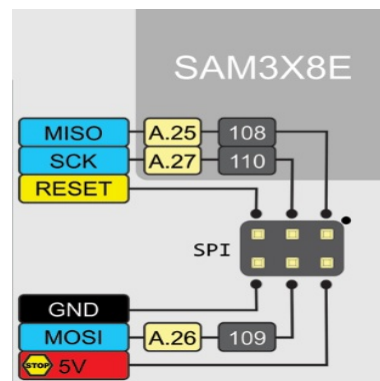 SAM3X8E
MISO A.25 108
SCK A.27 110
RESET
SPI
GND
MOSI A.26 109
STOP 5V